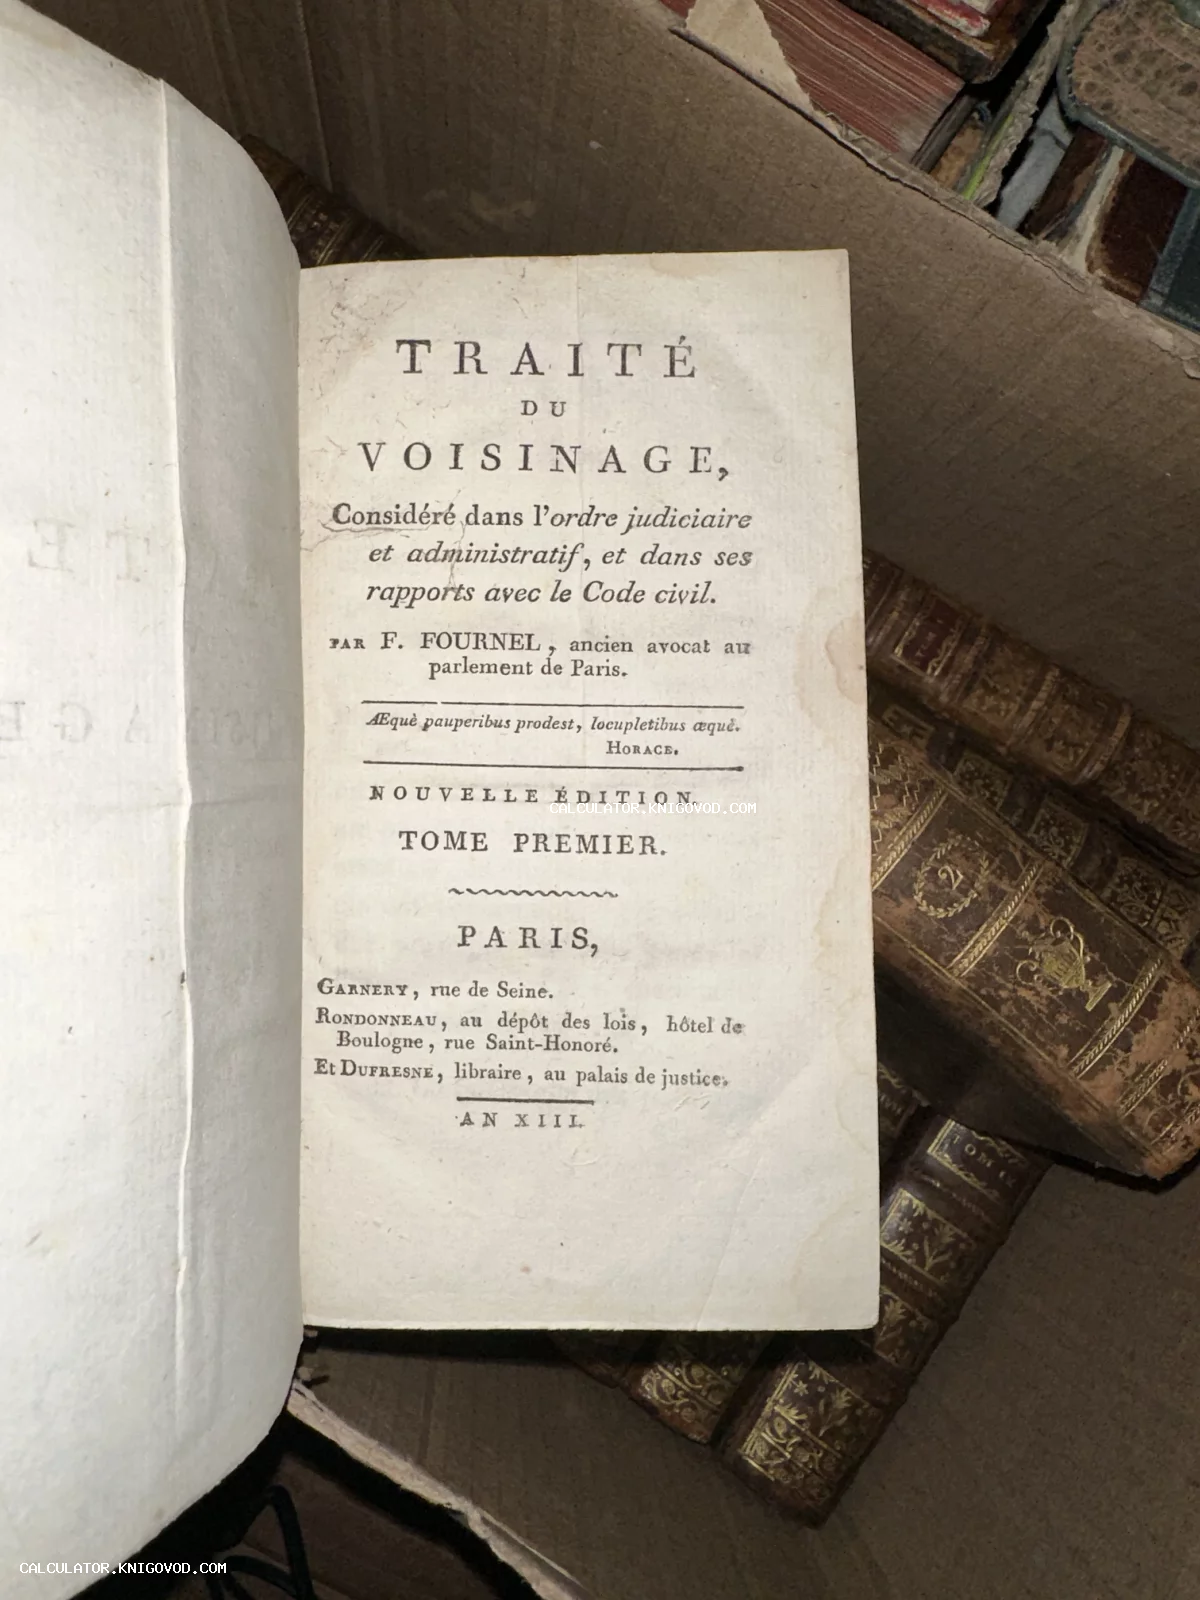 TRAITÉ
DU
VOISINAGE,
Considéré dans l'ordre judiciaire
et administratif, et dans ses
rapports avec le Code civil.
PAR F. FOURNEL, ancien avocat au
parlement de Paris.
Æquè pauperibus prodest, locupletibus æquè.
HORACE.
NOUVELLE ÉDITION
CALCULATOR.KNIGOVOD.COM
TOME PREMIER.
PARIS,
GARNERY, rue de Seine.
RONDONNEAU, au dépôt des lois, hôtel de
Boulogne, rue Saint-Honoré.
Et DUFRESNE, libraire, au palais de justice.
AN XIII.
2
TOM
CALCULATOR.KNIGOVOD.COM